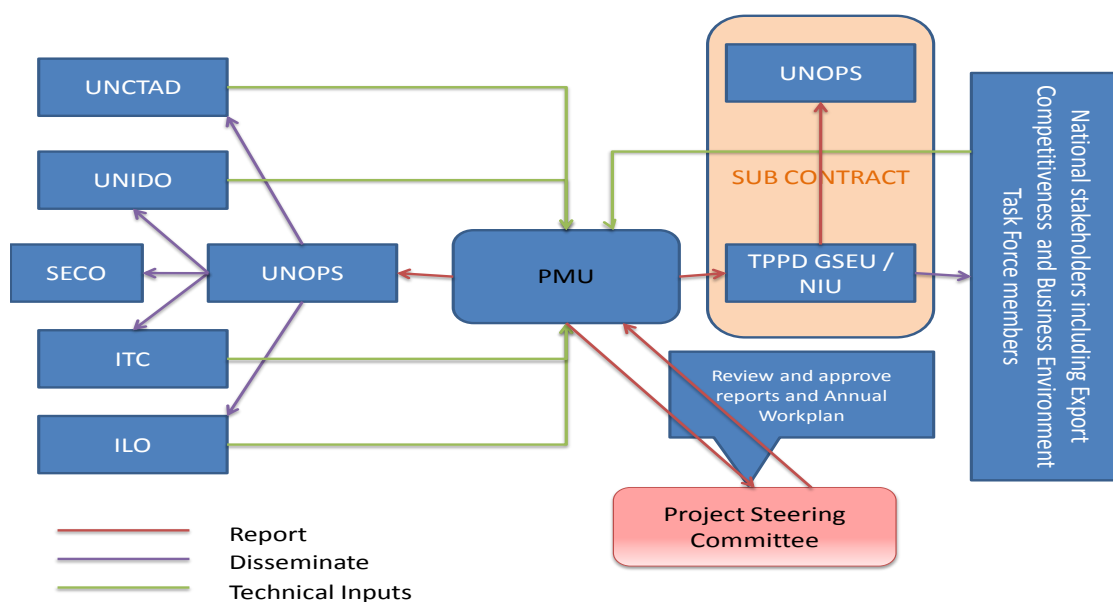 UNCTAD
UNIDO
SECO
ITC
ILO
UNOPS
PMU
UNOPS
SUB CONTRACT
TPPD GSEU /
NIU
National stakeholders including Export
Competitiveness and Business Environment
Task Force members
Review and approve
reports and Annual
Workplan
Project Steering
Committee
Report
Disseminate
Technical Inputs